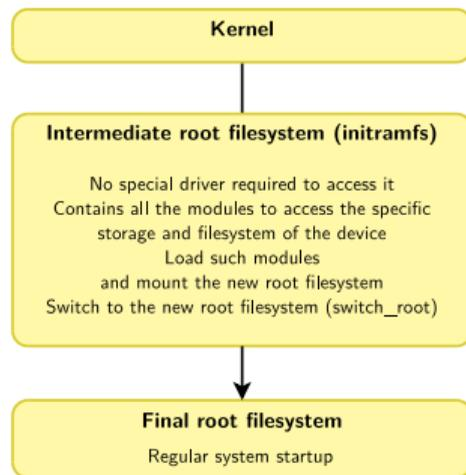 Kernel
Intermediate root filesystem (initramfs)
No special driver required to access it
Contains all the modules to access the specific
storage and filesystem of the device
Load such modules
and mount the new root filesystem
Switch to the new root filesystem (switch_root)
Final root filesystem
Regular system startup